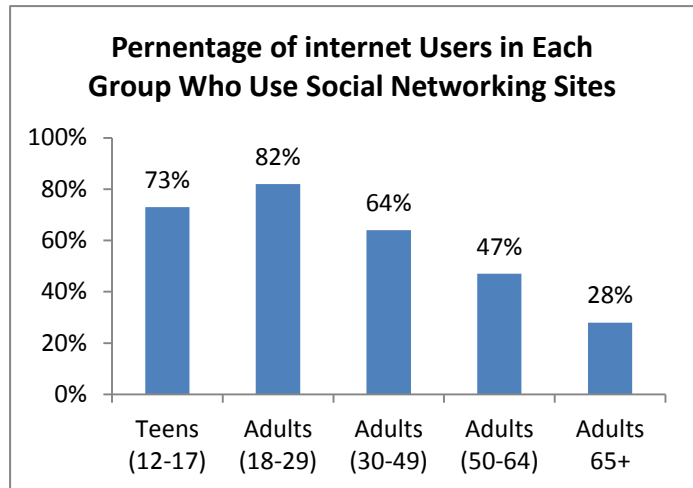 Pernentage of internet Users in Each
Group Who Use Social Networking Sites
100%
80%
60%
40%
20%
0%
73%
82%
64%
47%
28%
Teens
(12-17)
Adults
(18-29)
Adults
(30-49)
Adults
(50-64)
Adults
65+